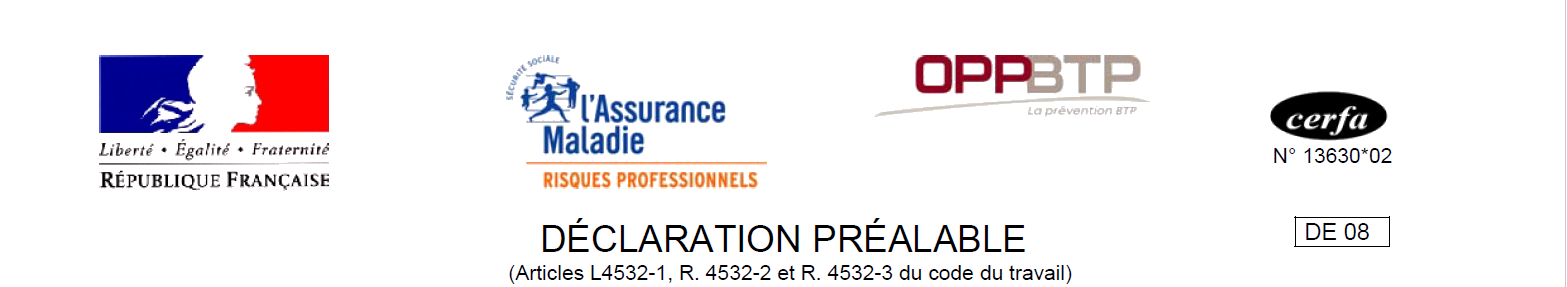 Liberté • Égalité • Fraternité
RÉPUBLIQUE FRANÇAISE
SÉCURITÉ SOCIALE
l'Assurance
Maladie
RISQUES PROFESSIONNELS
OPPBTP
La prévention BTP
cerfa
N° 13630*02
DÉCLARATION PRÉALABLE
DE 08
(Articles L4532-1, R. 4532-2 et R. 4532-3 du code du travail)